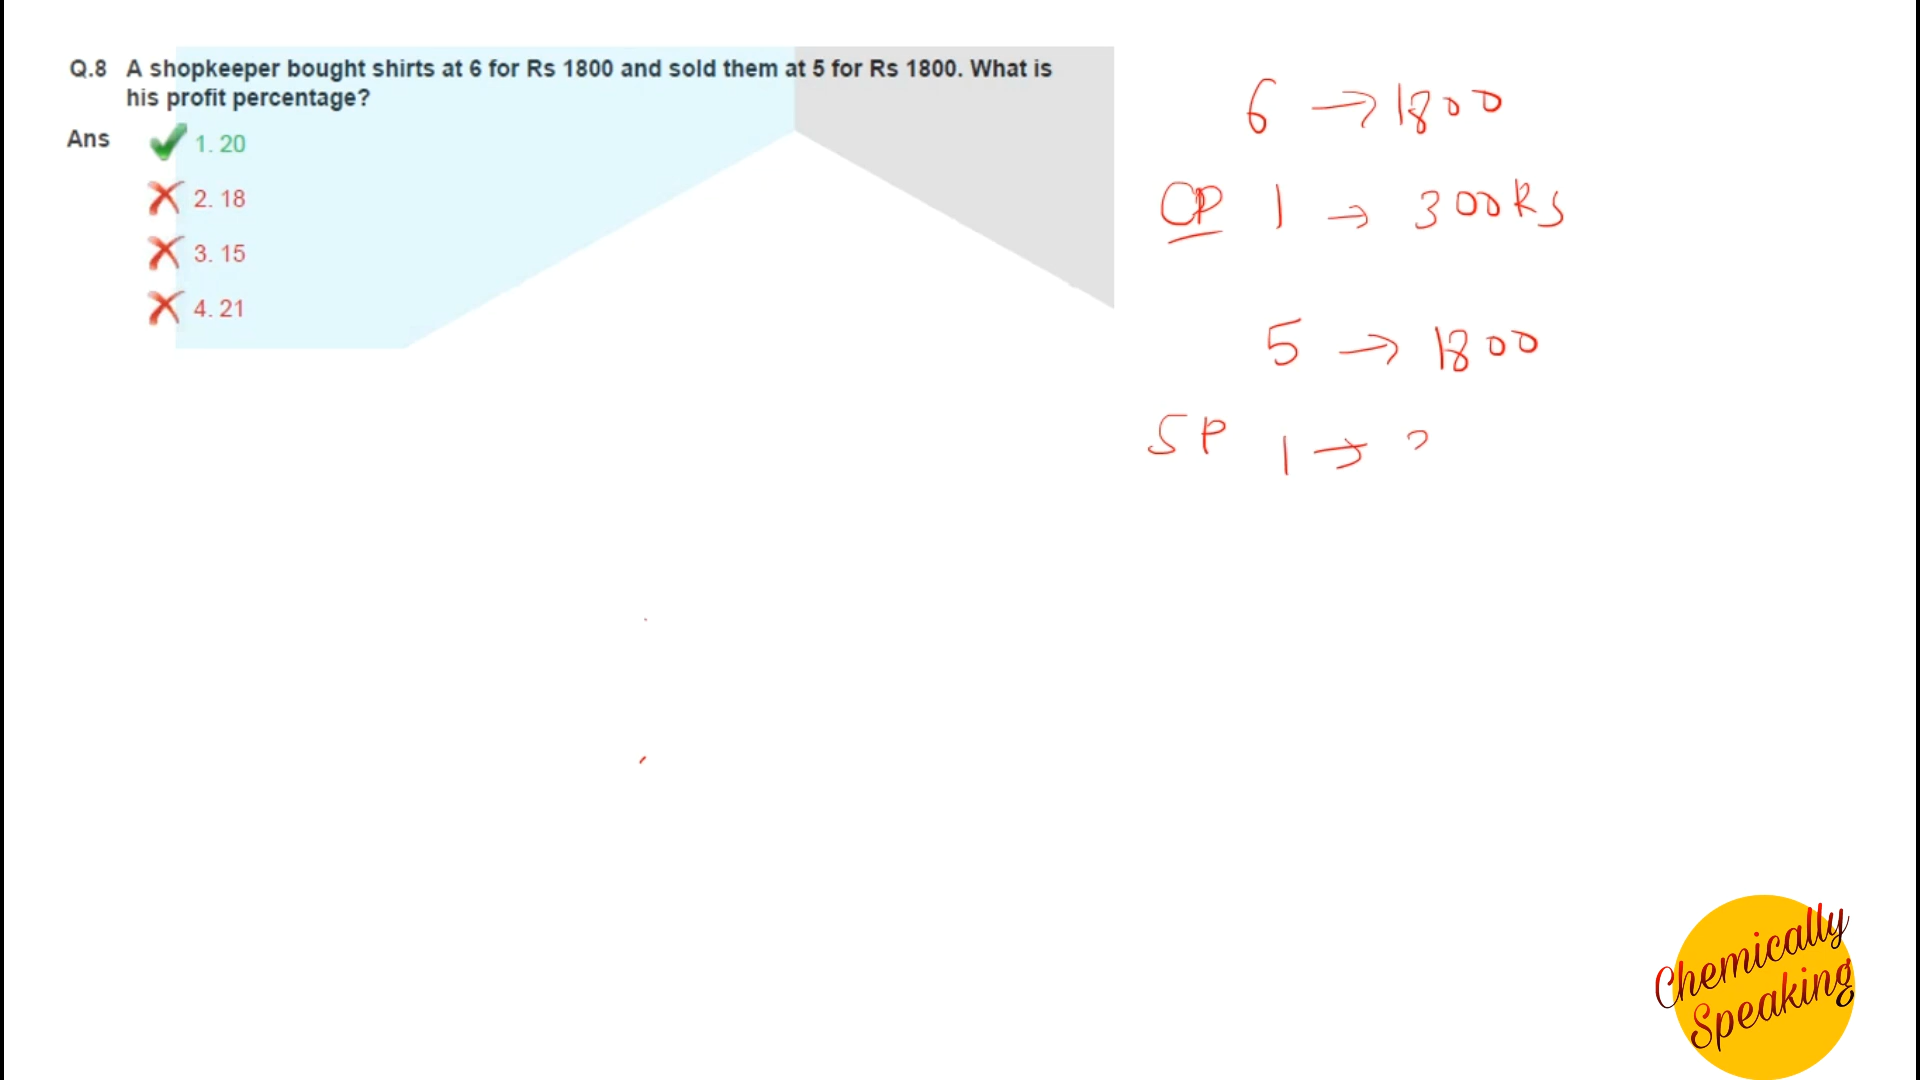 Q.8 A shopkeeper bought shirts at 6 for Rs 1800 and sold them at 5 for Rs 1800. What is
his profit percentage?
Ans 1. 20
2. 18
3. 15
4. 21
6 → 1800
CP 1 → 300 Rs
5 → 1800
SP 1 → ?
Chemically
Speaking